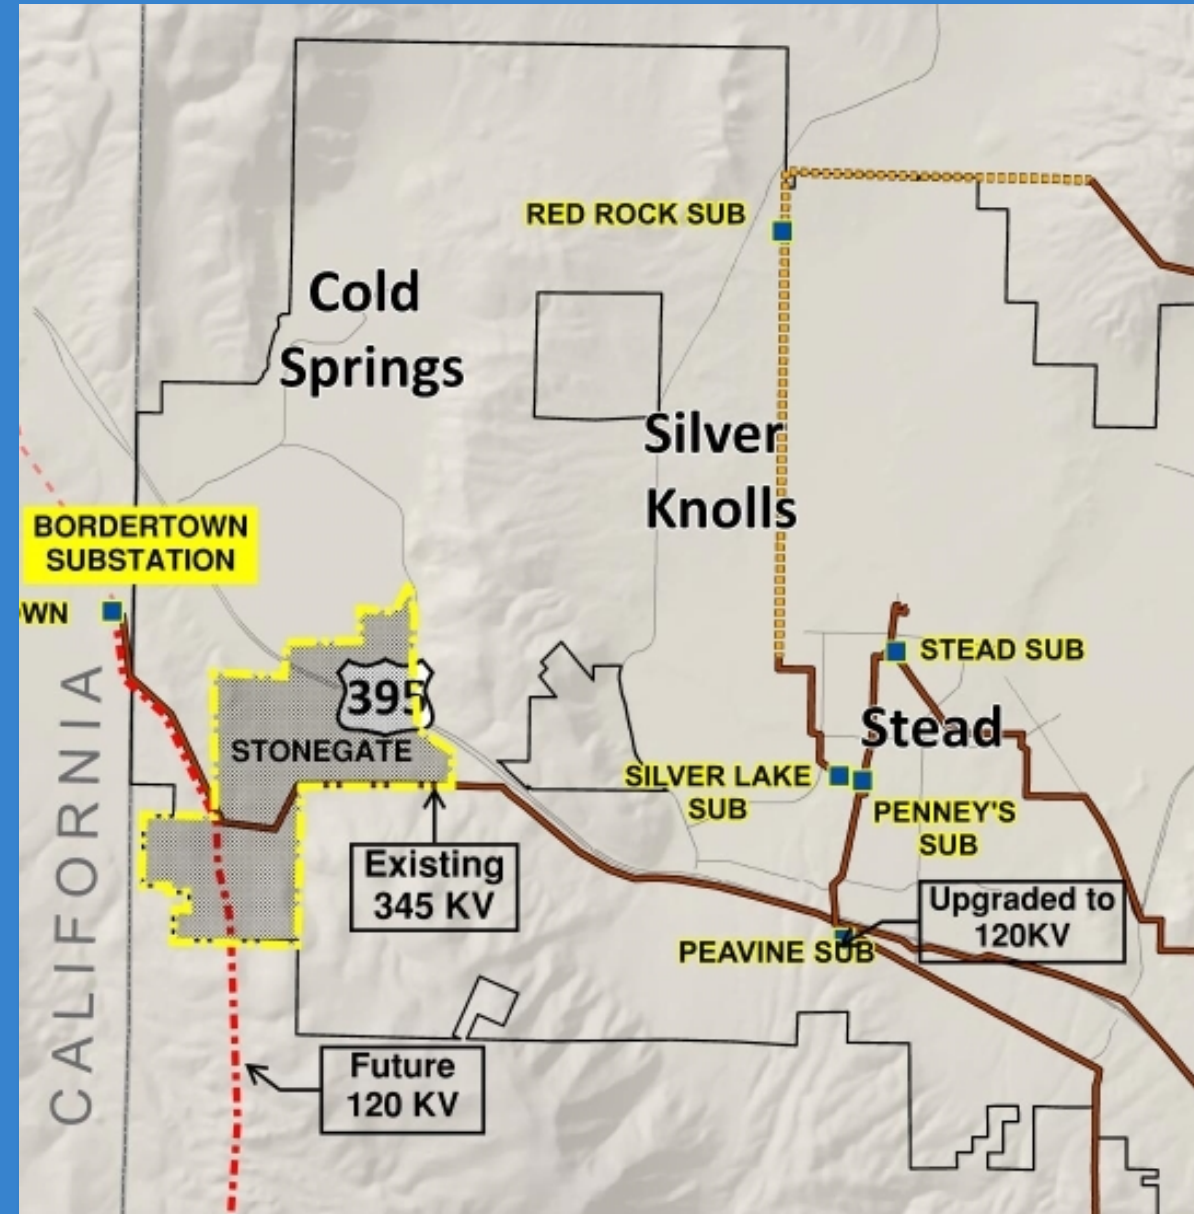 RED ROCK SUB
Cold
Springs
Silver
Knolls
BORDERTOWN
SUBSTATION
OWN
STEAD SUB
395
STONEGATE
Stead
SILVER LAKE
SUB
PENNEY'S
SUB
CALIFORNIA
Existing
345 KV
Upgraded to
120KV
PEAVINE SUB
Future
120 KV